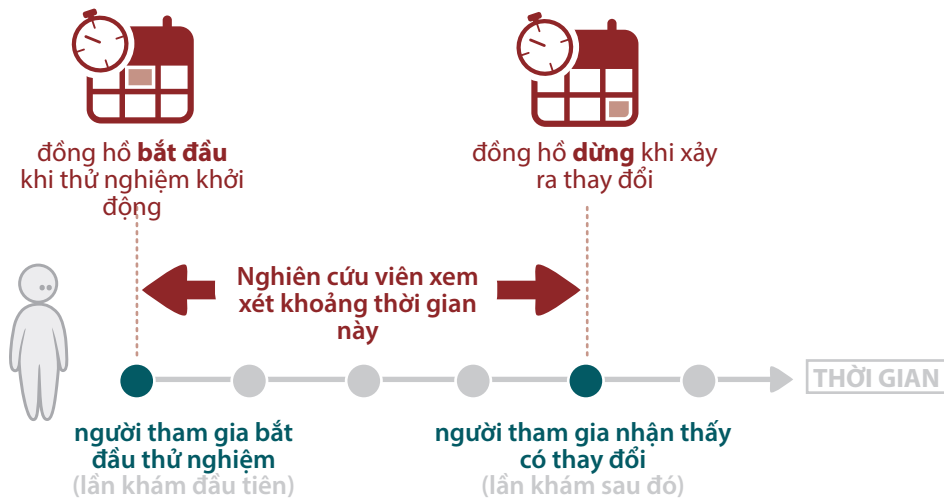 đồng hồ bắt đầu
khi thử nghiệm khởi
động
đồng hồ dừng khi xảy
ra thay đổi
Nghiên cứu viên xem
xét khoảng thời gian
này
THỜI GIAN
người tham gia bắt
đầu thử nghiệm
(lần khám đầu tiên)
người tham gia nhận thấy
có thay đổi
(lần khám sau đó)